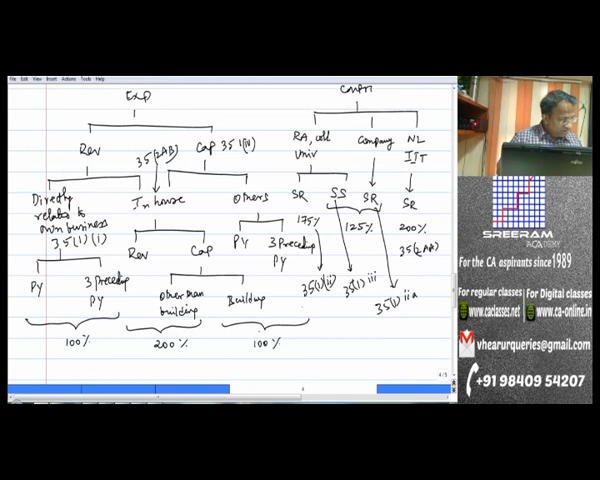 File Edit View Insert Actions Tools Help
Exp
Contri
Rev
35(2AB)
Cap 35 1(iv)
RA, coll
Univ
Company
NL
IIT
Directly
relates to
own business
35(1)(i)
In house
Others
SR
SS
SR
SR
Rev
Cap
PY
3 Preceding
PY
175%
125%
200%
35(2AA)
PY
3 Preceding
PY
Other than
building
Building
35(1)(ii)
35(1) iii
35(1) iia
100%
200%
100%
4/5
SREERAM
ACADEMY
For the CA aspirants since 1989
For regular classes
For Digital classes
www.caclasses.net
www.ca-online.in
vhearurqueries@gmail.com
+91 98409 54207